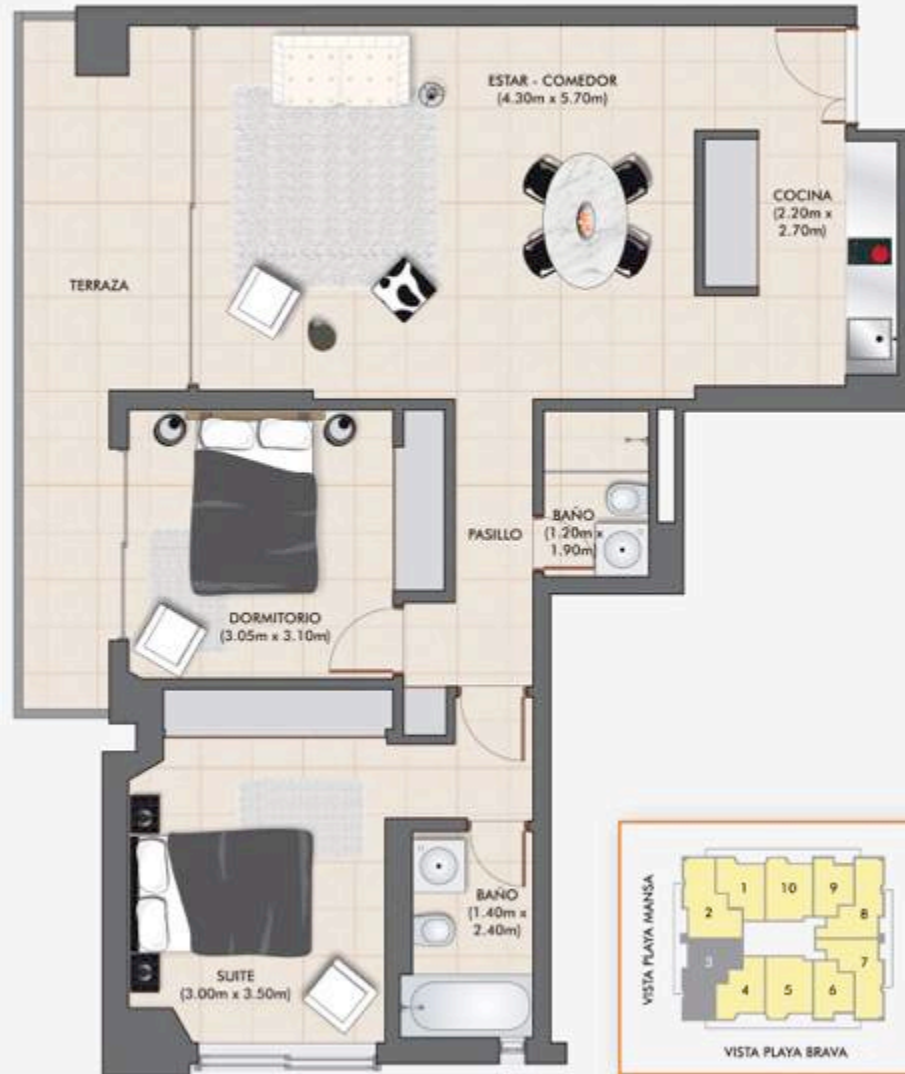 ESTAR - COMEDOR
(4.30m x 5.70m)
COCINA
(2.20m x
2.70m)
TERRAZA
PASILLO
BAÑO
(1.20m x
1.90m)
DORMITORIO
(3.05m x 3.10m)
BAÑO
(1.40m x
2.40m)
SUITE
(3.00m x 3.50m)
VISTA PLAYA MANSA
1
10
9
2
8
3
7
4
5
6
VISTA PLAYA BRAVA